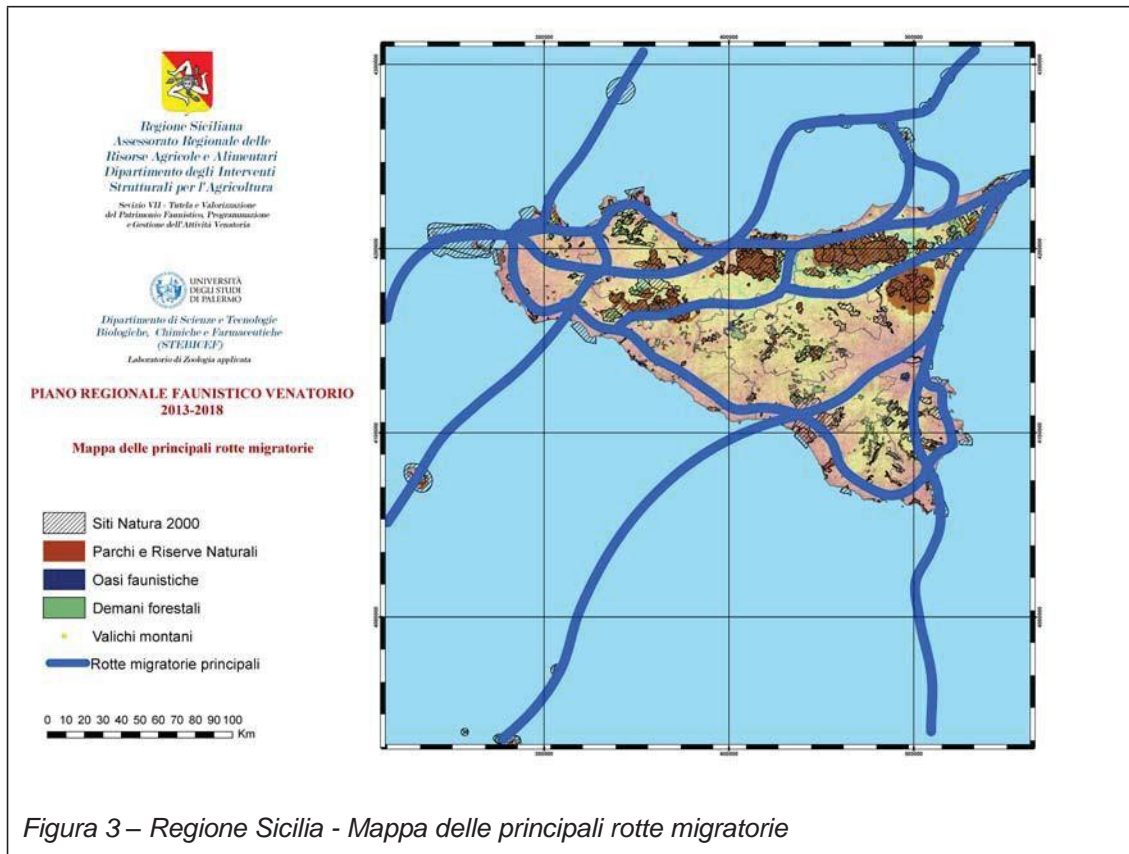 Regione Siciliana
Assessorato Regionale delle
Risorse Agricole e Alimentari
Dipartimento degli Interventi
Strutturali per l'Agricoltura
Sevizio VII - Tutela e Valorizzazione
del Patrimonio Faunistico, Programmazione
e Gestione dell'Attività Venatoria
UNIVERSITÀ
DEGLI STUDI
DI PALERMO
Dipartimento di Scienze e Tecnologie
Biologiche, Chimiche e Farmaceutiche
(STEBICEF)
Laboratorio di Zoologia applicata
PIANO REGIONALE FAUNISTICO VENATORIO
2013-2018
Mappa delle principali rotte migratorie
Siti Natura 2000
Parchi e Riserve Naturali
Oasi faunistiche
Demani forestali
Valichi montani
Rotte migratorie principali
0 10 20 30 40 50 60 70 80 90 100
Km
Figura 3 – Regione Sicilia - Mappa delle principali rotte migratorie